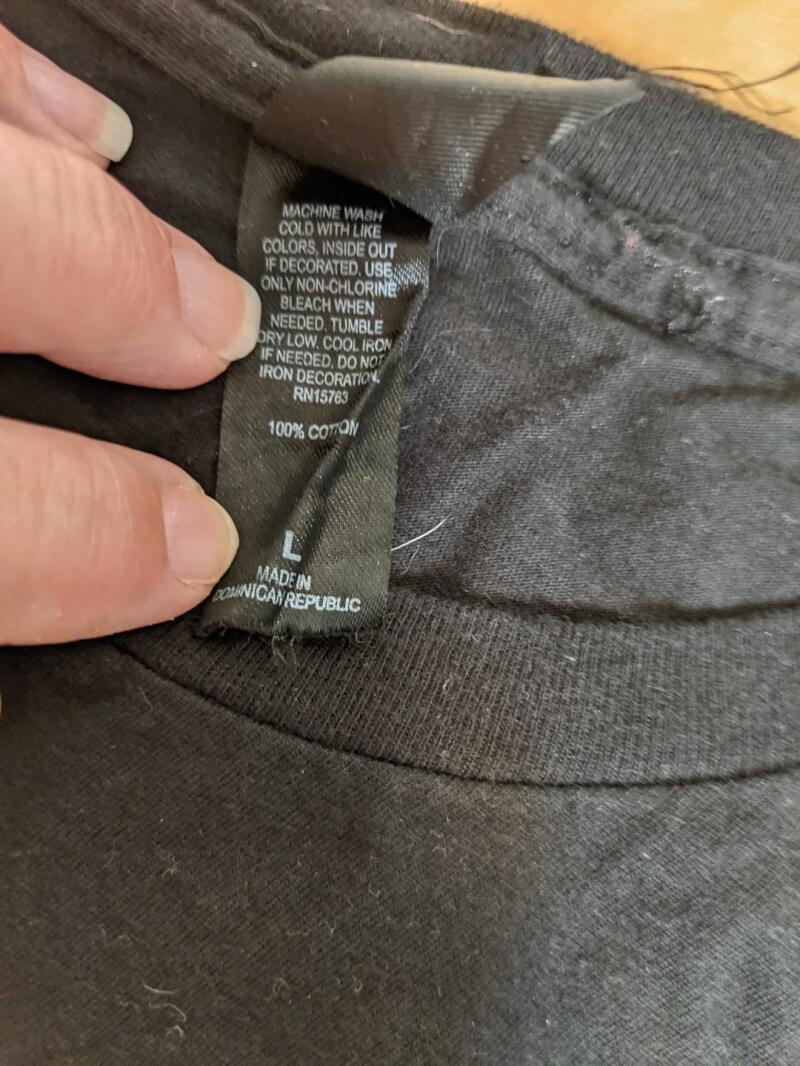 MACHINE WASH
COLD WITH LIKE
COLORS, INSIDE OUT
IF DECORATED. USE
ONLY NON-CHLORINE
BLEACH WHEN
NEEDED. TUMBLE
DRY LOW. COOL IRON
IF NEEDED. DO NOT
IRON DECORATION.
RN15763
100% COTTON
L
MADE IN
DOMINICAN REPUBLIC